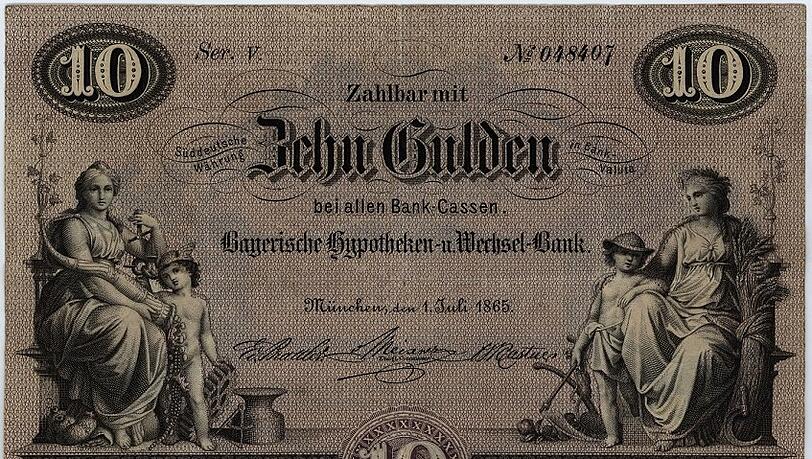 10 Ser. V. № 048407 10
Zahlbar mit
Süddeutsche Währung Zehn Gulden in Bank-Valuta
bei allen Bank-Cassen.
Bayerische Hypotheken-u. Wechsel-Bank.
München, den 1. Juli 1865.
10